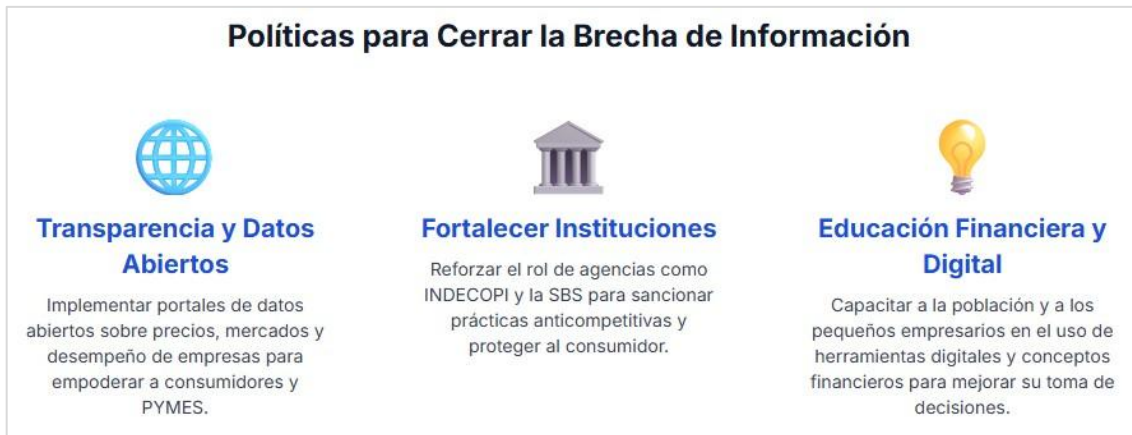 Políticas para Cerrar la Brecha de Información
Transparencia y Datos
Abiertos
Implementar portales de datos
abiertos sobre precios, mercados y
desempeño de empresas para
empoderar a consumidores y
PYMES.
Fortalecer Instituciones
Reforzar el rol de agencias como
INDECOPI y la SBS para sancionar
prácticas anticompetitivas y
proteger al consumidor.
Educación Financiera y
Digital
Capacitar a la población y a los
pequeños empresarios en el uso de
herramientas digitales y conceptos
financieros para mejorar su toma de
decisiones.